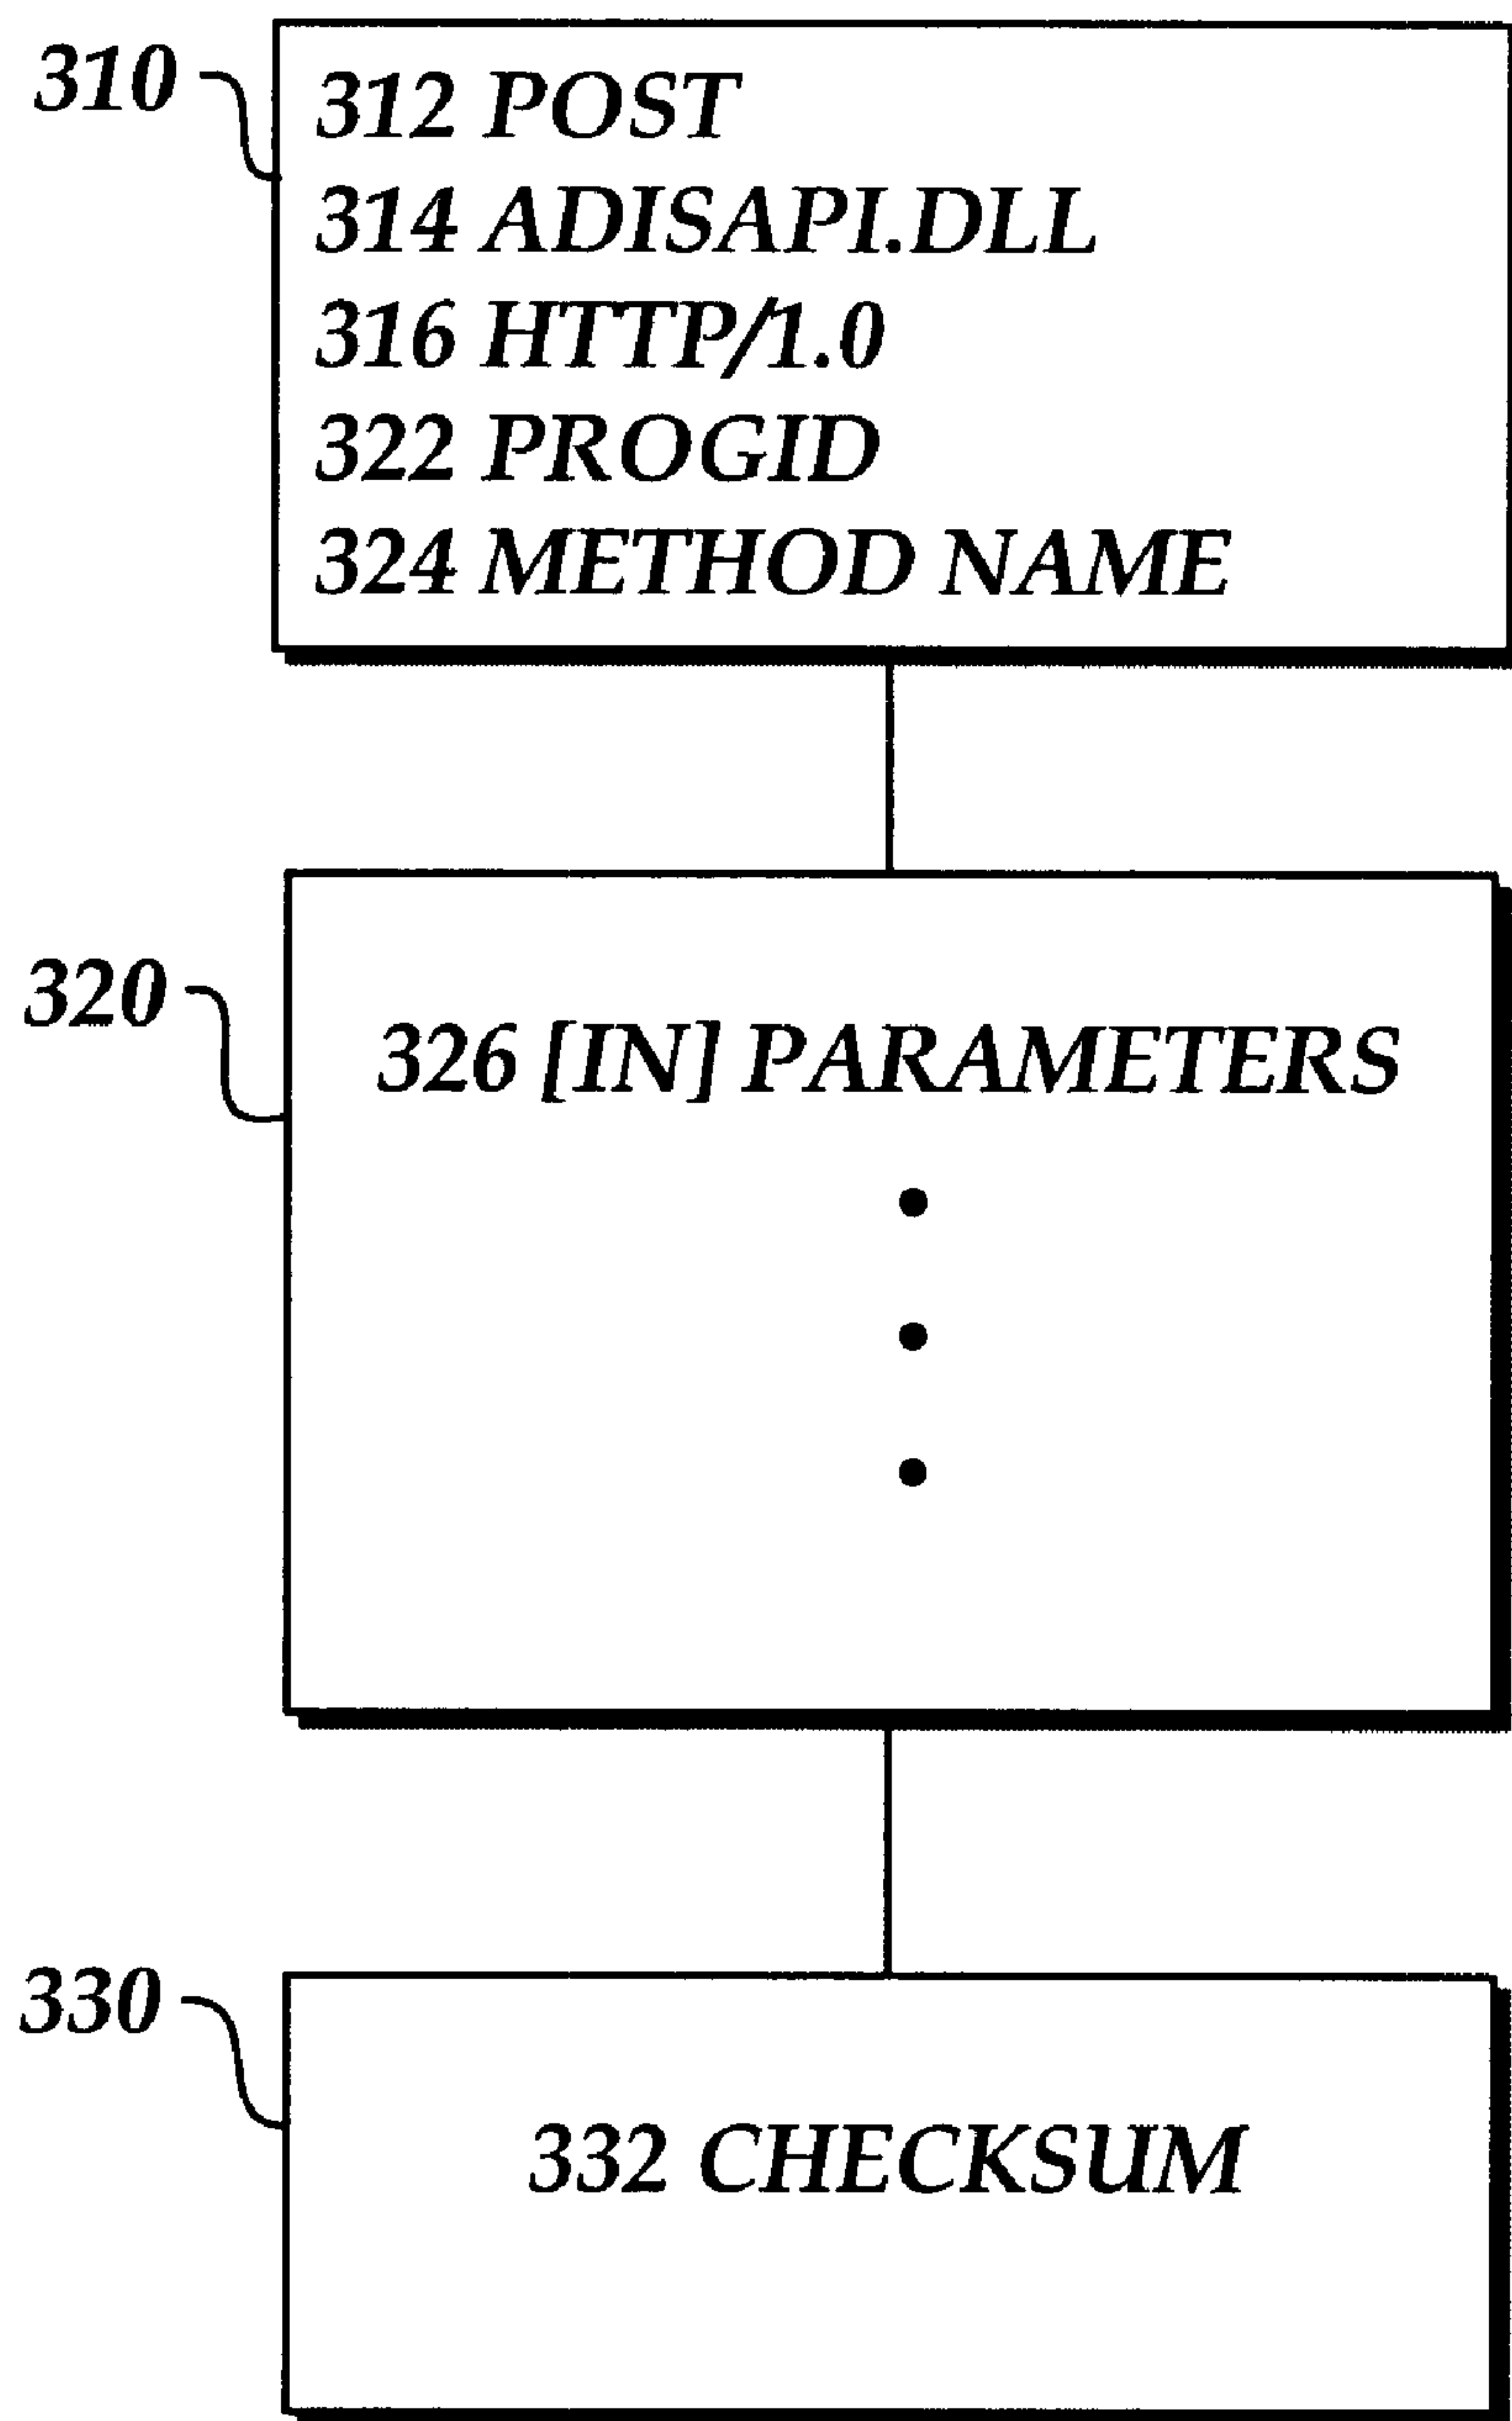 310
312 POST
314 ADISAPI.DLL
316 HTTP/1.0
322 PROGID
324 METHOD NAME
320
326 [IN] PARAMETERS
330
332 CHECKSUM